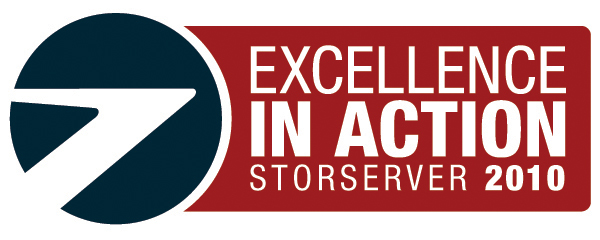 EXCELLENCE
IN ACTION
STORSERVER 2010